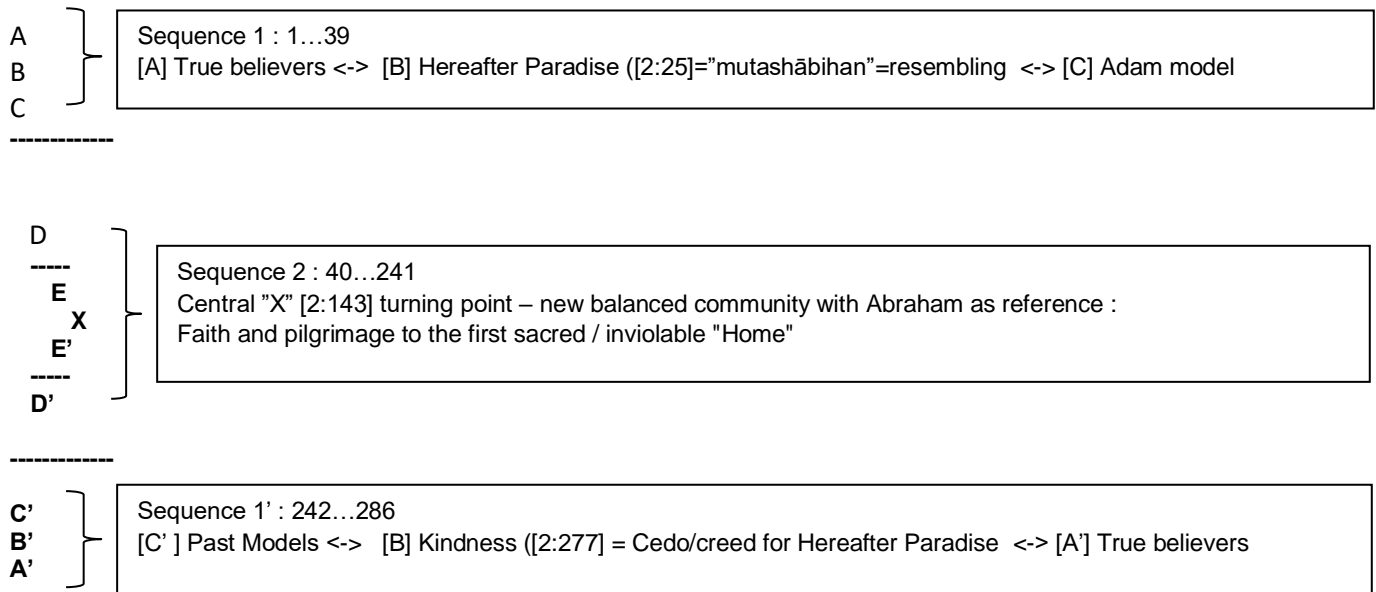 A
B
C
Sequence 1 : 1…39
[A] True believers <-> [B] Hereafter Paradise ([2:25]=”mutashābihan”=resembling <-> [C] Adam model
-------------
D
-----
E
X
E’
-----
D’
Sequence 2 : 40…241
Central ”X” [2:143] turning point – new balanced community with Abraham as reference :
Faith and pilgrimage to the first sacred / inviolable "Home"
-------------
C’
B’
A’
Sequence 1’ : 242…286
[C’ ] Past Models <-> [B] Kindness ([2:277] = Cedo/creed for Hereafter Paradise <-> [A’] True believers